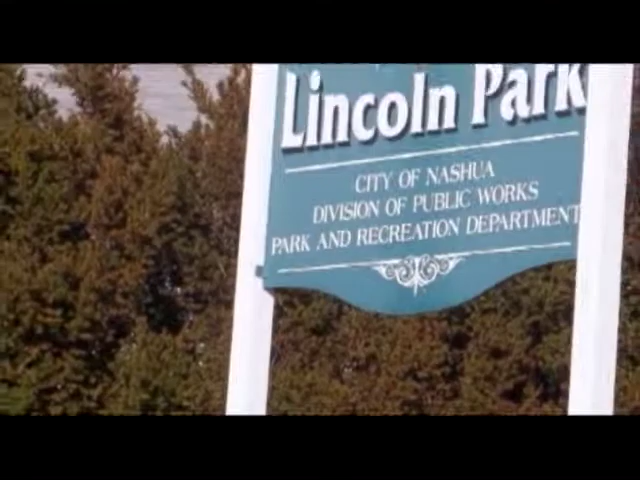 Lincoln Park
CITY OF NASHUA
DIVISION OF PUBLIC WORKS
PARK AND RECREATION DEPARTMENT